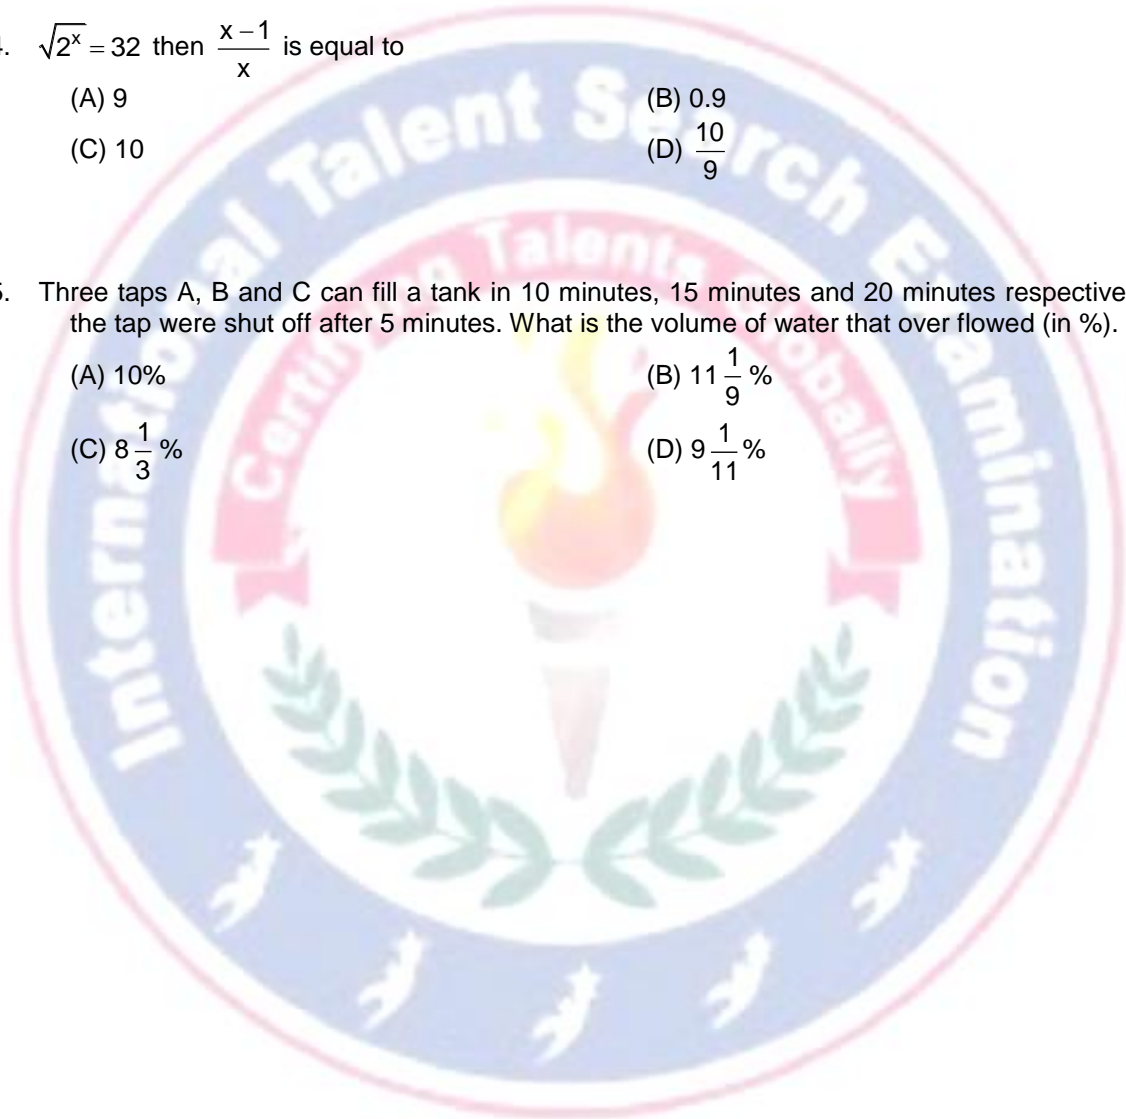 . √2ˣ = 32 then (x − 1)/x is equal to
(A) 9 (B) 0.9
(C) 10 (D) 10/9
5. Three taps A, B and C can fill a tank in 10 minutes, 15 minutes and 20 minutes respective
the tap were shut off after 5 minutes. What is the volume of water that over flowed (in %).
(A) 10% (B) 11 1/9 %
(C) 8 1/3 % (D) 9 1/11 %
International Talent Search Examination
Certifying Talents Globally